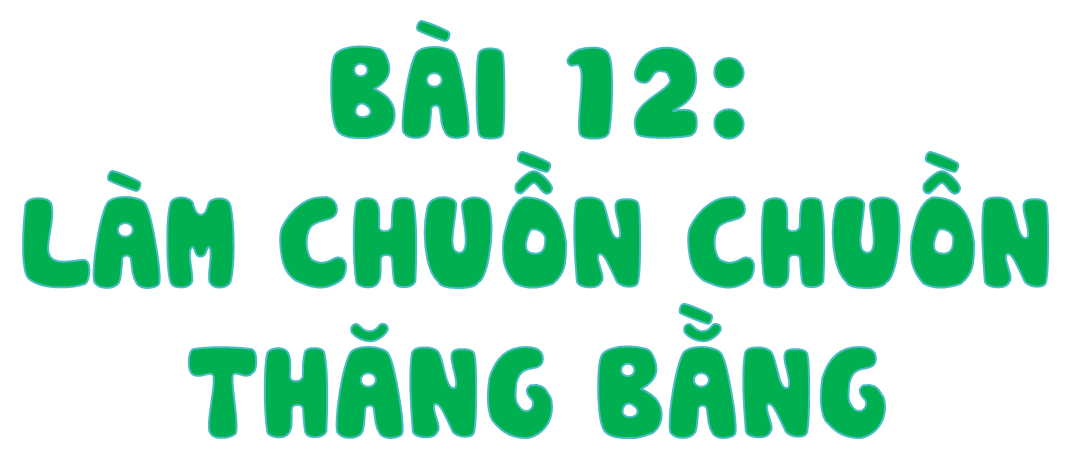 BÀI 12:
LÀM CHUỒN CHUỒN
THĂNG BẰNG